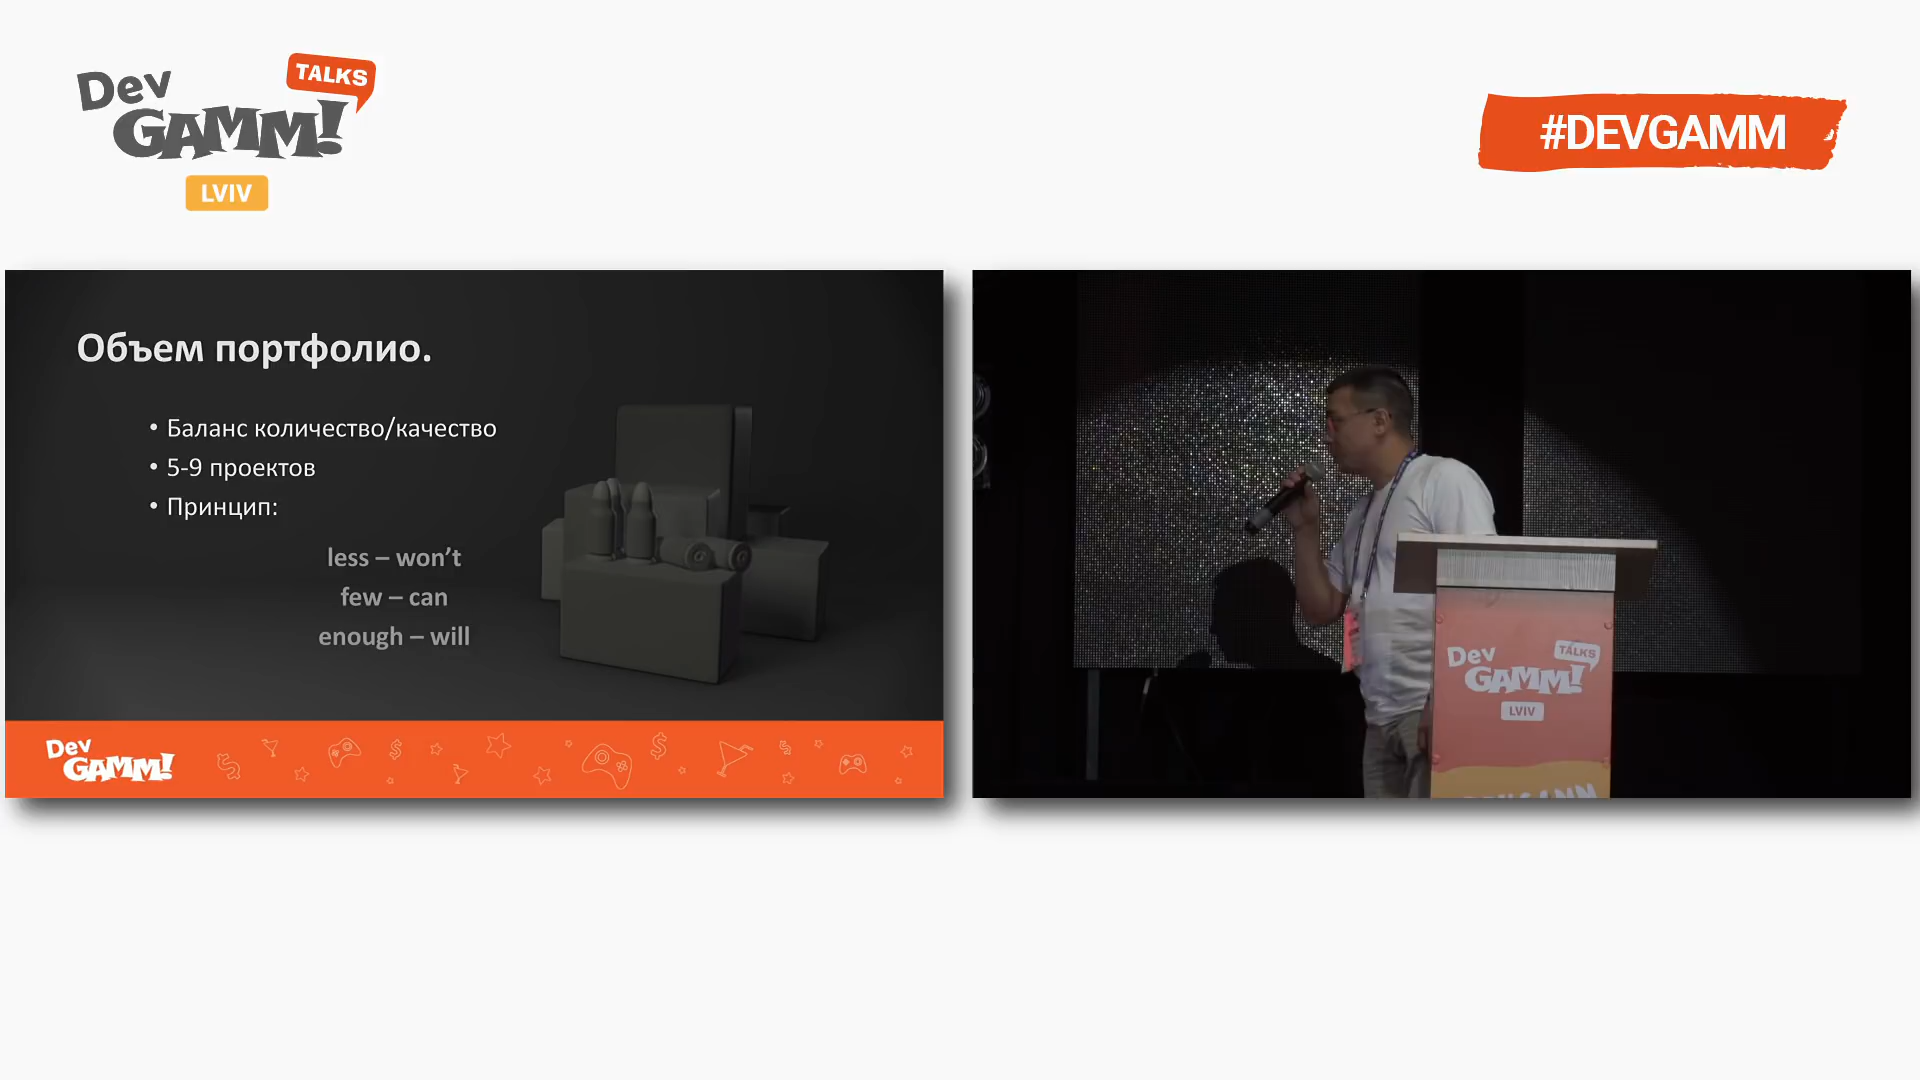 Dev
TALKS
GAMM!
LVIV
#DEVGAMM
Объем портфолио.
• Баланс количество/качество
• 5-9 проектов
• Принцип:
less – won’t
few – can
enough – will
Dev
GAMM!
Dev
TALKS
GAMM!
LVIV